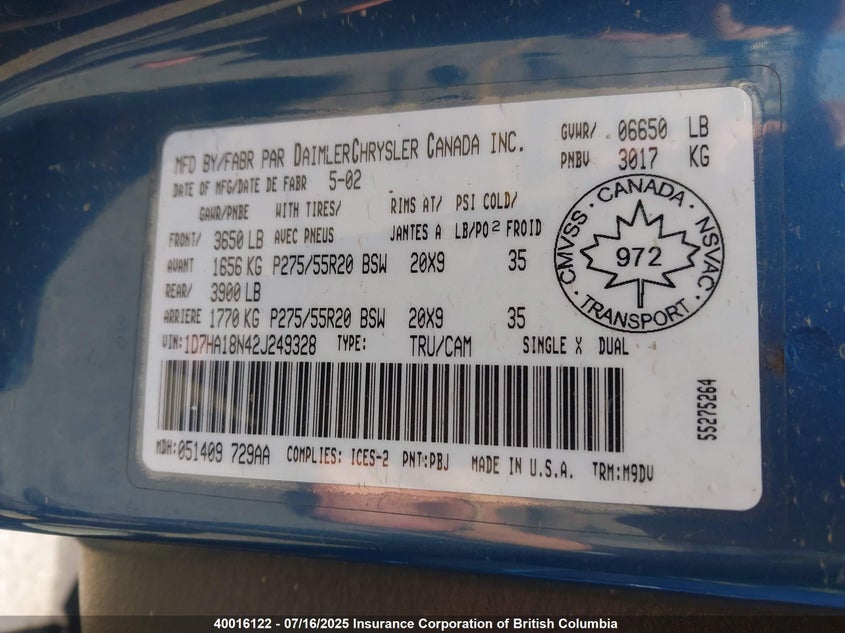 MFD BY/FABR PAR DAIMLERCHRYSLER CANADA INC. GVWR/ 06650 LB
DATE OF MFG/DATE DE FABR 5-02 PNBV 3017 KG
GAWR/PNBE WITH TIRES/ RIMS AT/ PSI COLD/
FRONT/ 3650 LB AVEC PNEUS JANTES A LB/PO² FROID
AVANT 1656 KG P275/55R20 BSW 20X9 35
REAR/ 3900 LB
ARRIERE 1770 KG P275/55R20 BSW 20X9 35
CMVSS · CANADA · NSVAC · TRANSPORT ·
972
VIN:1D7HA18N42J249328 TYPE: TRU/CAM SINGLE X DUAL
55275264
MDH:051409 729AA COMPLIES: ICES-2 PNT:PBJ MADE IN U.S.A. TRM:M9DV
40016122 - 07/16/2025 Insurance Corporation of British Columbia